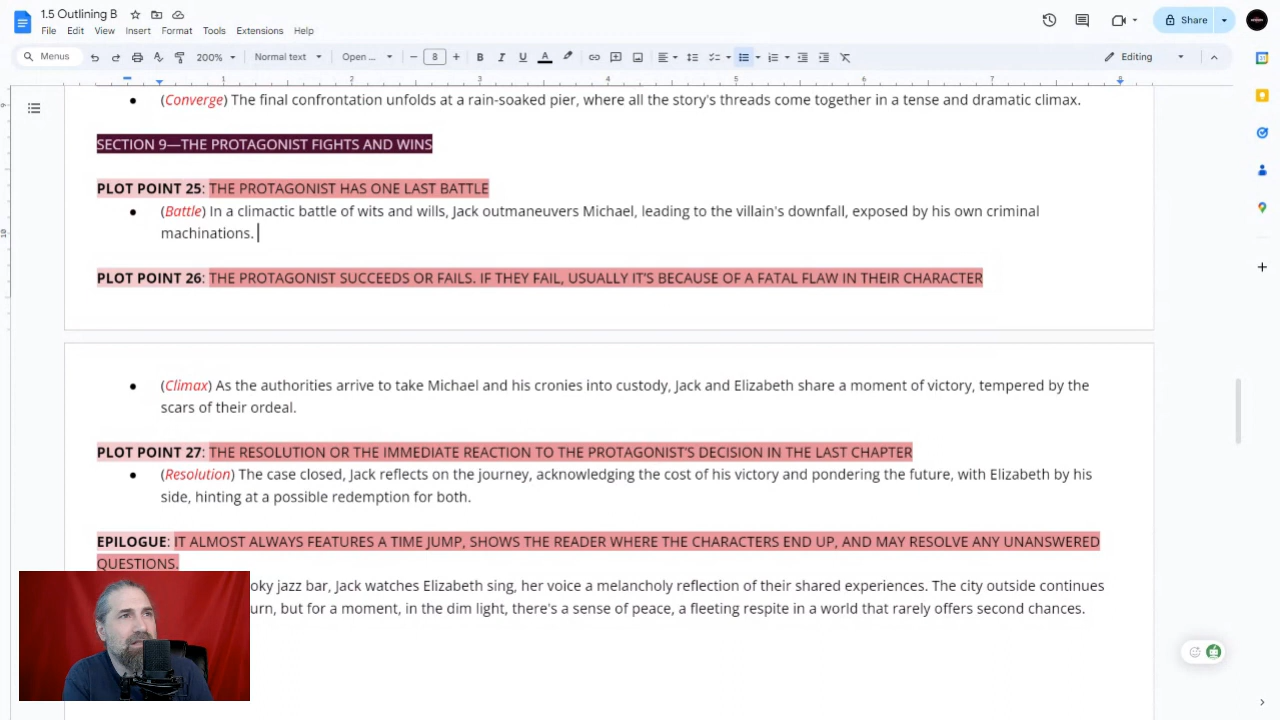 1.5 Outlining B
File Edit View Insert Format Tools Extensions Help
Share
Menus 200% Normal text Open ... 8 B I U A Editing
1 2 3 4 5 6 7 8
9
(Converge) The final confrontation unfolds at a rain-soaked pier, where all the story's threads come together in a tense and dramatic climax.
SECTION 9—THE PROTAGONIST FIGHTS AND WINS
PLOT POINT 25: THE PROTAGONIST HAS ONE LAST BATTLE
(Battle) In a climactic battle of wits and wills, Jack outmaneuvers Michael, leading to the villain's downfall, exposed by his own criminal
machinations.
10
PLOT POINT 26: THE PROTAGONIST SUCCEEDS OR FAILS. IF THEY FAIL, USUALLY IT'S BECAUSE OF A FATAL FLAW IN THEIR CHARACTER
(Climax) As the authorities arrive to take Michael and his cronies into custody, Jack and Elizabeth share a moment of victory, tempered by the
scars of their ordeal.
PLOT POINT 27: THE RESOLUTION OR THE IMMEDIATE REACTION TO THE PROTAGONIST'S DECISION IN THE LAST CHAPTER
(Resolution) The case closed, Jack reflects on the journey, acknowledging the cost of his victory and pondering the future, with Elizabeth by his
side, hinting at a possible redemption for both.
EPILOGUE: IT ALMOST ALWAYS FEATURES A TIME JUMP, SHOWS THE READER WHERE THE CHARACTERS END UP, AND MAY RESOLVE ANY UNANSWERED
QUESTIONS.
oky jazz bar, Jack watches Elizabeth sing, her voice a melancholy reflection of their shared experiences. The city outside continues
urn, but for a moment, in the dim light, there's a sense of peace, a fleeting respite in a world that rarely offers second chances.